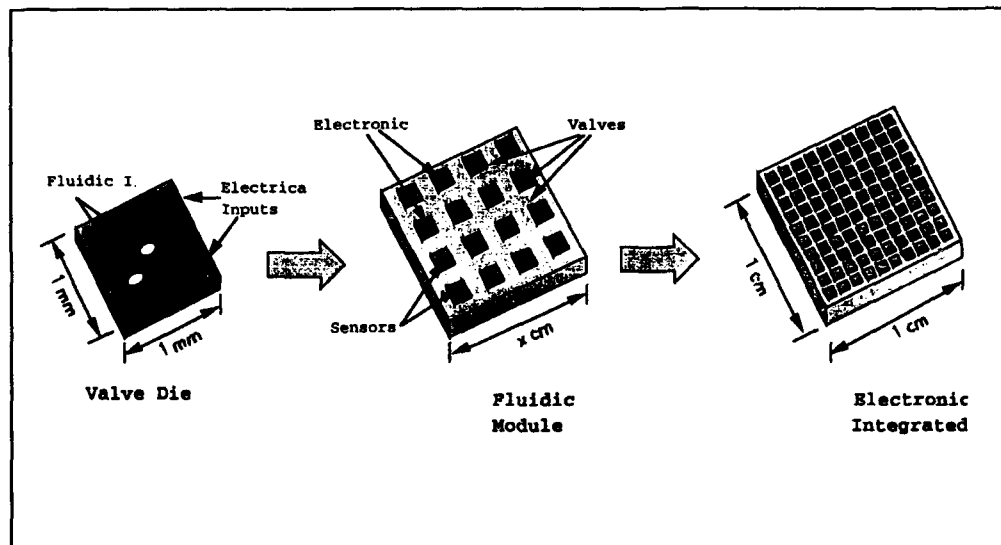 Electronic
Valves
Fluidic I.
Electrica
Inputs
1 mm
1 mm
Sensors
x cm
1 cm
1 cm
Valve Die
Fluidic
Module
Electronic
Integrated